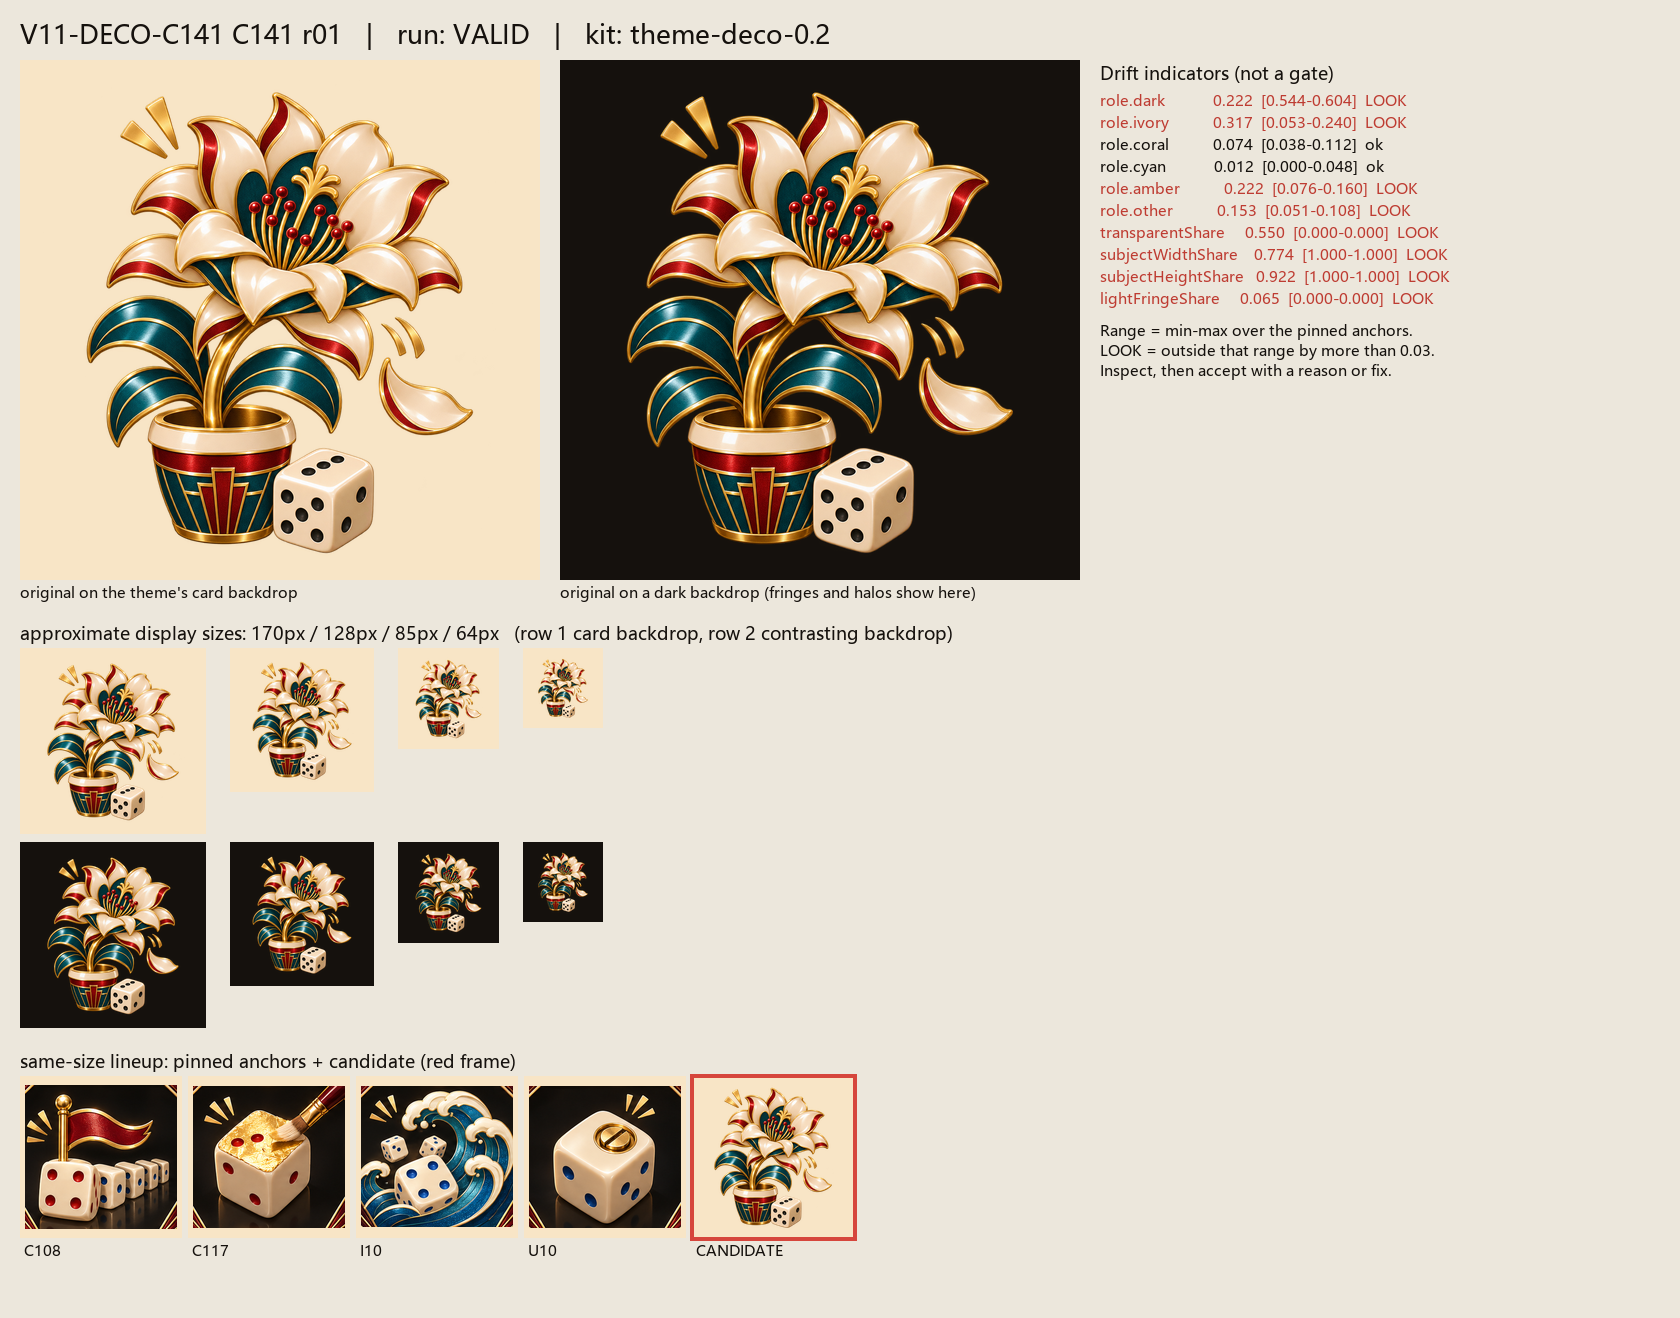 V11-DECO-C141 C141 r01   |   run: VALID   |   kit: theme-deco-0.2
Drift indicators (not a gate)
role.dark 0.222 [0.544-0.604] LOOK
role.ivory 0.317 [0.053-0.240] LOOK
role.coral 0.074 [0.038-0.112] ok
role.cyan 0.012 [0.000-0.048] ok
role.amber 0.222 [0.076-0.160] LOOK
role.other 0.153 [0.051-0.108] LOOK
transparentShare 0.550 [0.000-0.000] LOOK
subjectWidthShare 0.774 [1.000-1.000] LOOK
subjectHeightShare 0.922 [1.000-1.000] LOOK
lightFringeShare 0.065 [0.000-0.000] LOOK
Range = min-max over the pinned anchors.
LOOK = outside that range by more than 0.03.
Inspect, then accept with a reason or fix.
original on the theme's card backdrop
original on a dark backdrop (fringes and halos show here)
approximate display sizes: 170px / 128px / 85px / 64px   (row 1 card backdrop, row 2 contrasting backdrop)
same-size lineup: pinned anchors + candidate (red frame)
C108
C117
I10
U10
CANDIDATE